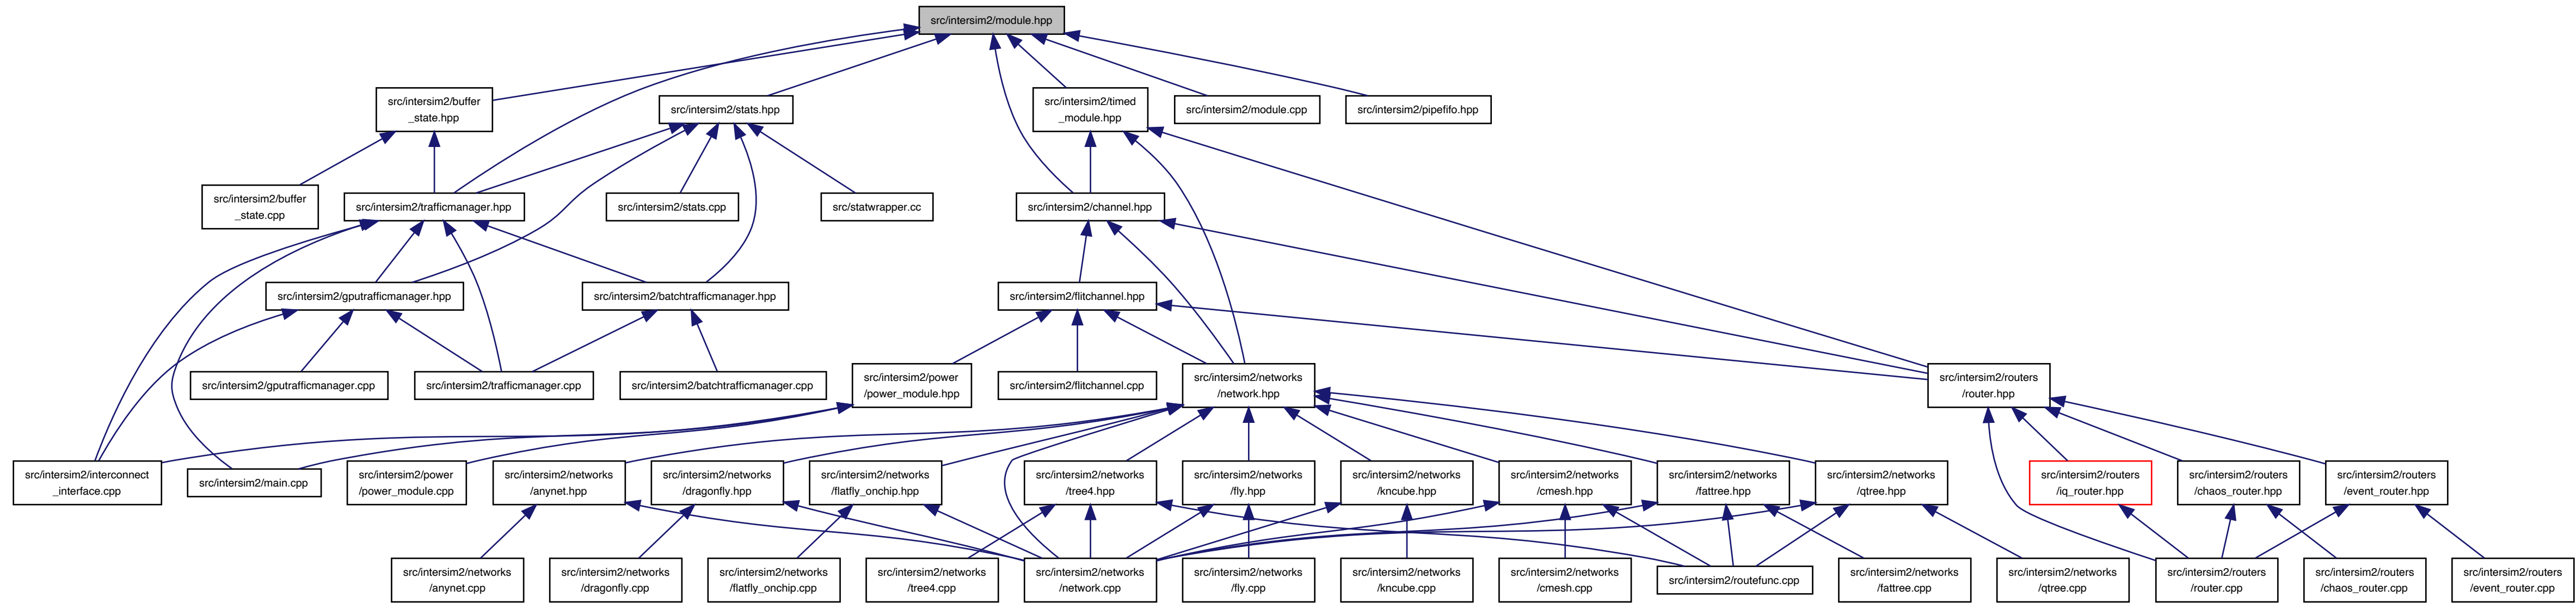 src/intersim2/module.hpp
src/intersim2/buffer
_state.hpp
src/intersim2/stats.hpp
src/intersim2/timed
_module.hpp
src/intersim2/module.cpp
src/intersim2/pipefifo.hpp
src/intersim2/buffer
_state.cpp
src/intersim2/trafficmanager.hpp
src/intersim2/stats.cpp
src/statwrapper.cc
src/intersim2/channel.hpp
src/intersim2/gputrafficmanager.hpp
src/intersim2/batchtrafficmanager.hpp
src/intersim2/flitchannel.hpp
src/intersim2/gputrafficmanager.cpp
src/intersim2/trafficmanager.cpp
src/intersim2/batchtrafficmanager.cpp
src/intersim2/power
/power_module.hpp
src/intersim2/flitchannel.cpp
src/intersim2/networks
/network.hpp
src/intersim2/routers
/router.hpp
src/intersim2/interconnect
_interface.cpp
src/intersim2/main.cpp
src/intersim2/power
/power_module.cpp
src/intersim2/networks
/anynet.hpp
src/intersim2/networks
/dragonfly.hpp
src/intersim2/networks
/flatfly_onchip.hpp
src/intersim2/networks
/tree4.hpp
src/intersim2/networks
/fly.hpp
src/intersim2/networks
/kncube.hpp
src/intersim2/networks
/cmesh.hpp
src/intersim2/networks
/fattree.hpp
src/intersim2/networks
/qtree.hpp
src/intersim2/routers
/iq_router.hpp
src/intersim2/routers
/chaos_router.hpp
src/intersim2/routers
/event_router.hpp
src/intersim2/networks
/anynet.cpp
src/intersim2/networks
/dragonfly.cpp
src/intersim2/networks
/flatfly_onchip.cpp
src/intersim2/networks
/tree4.cpp
src/intersim2/networks
/network.cpp
src/intersim2/networks
/fly.cpp
src/intersim2/networks
/kncube.cpp
src/intersim2/networks
/cmesh.cpp
src/intersim2/routefunc.cpp
src/intersim2/networks
/fattree.cpp
src/intersim2/networks
/qtree.cpp
src/intersim2/routers
/router.cpp
src/intersim2/routers
/chaos_router.cpp
src/intersim2/routers
/event_router.cpp